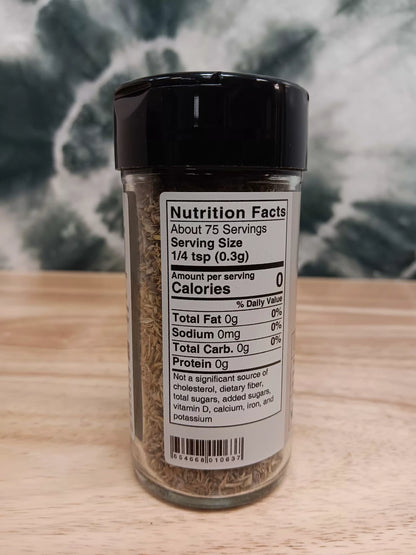 Nutrition Facts
About 75 Servings
Serving Size
1/4 tsp (0.3g)
Amount per serving
Calories 0
% Daily Value
Total Fat 0g 0%
Sodium 0mg 0%
Total Carb. 0g 0%
Protein 0g
Not a significant source of
cholesterol, dietary fiber,
total sugars, added sugars,
vitamin D, calcium, iron, and
potassium
604668 010637